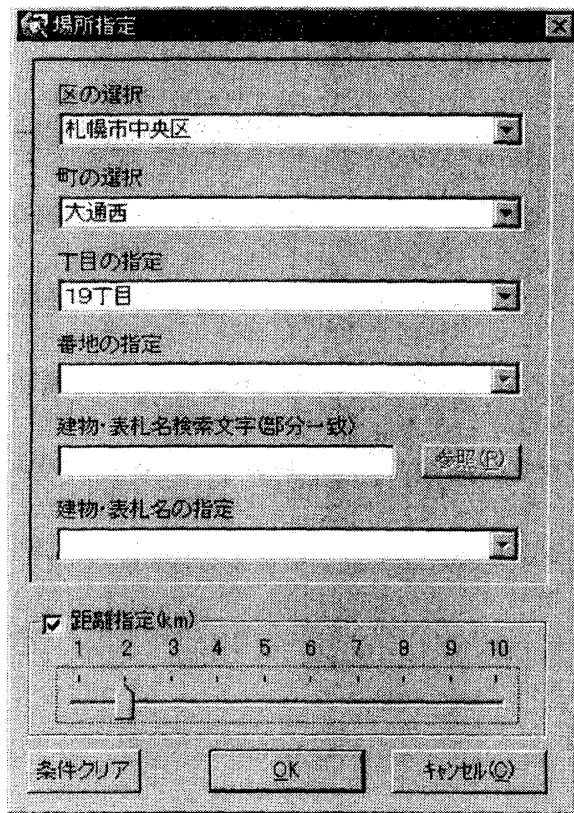 場所指定
区の選択
札幌市中央区
町の選択
大通西
丁目の指定
19丁目
番地の指定
建物・表札名検索文字(部分一致)
参照(R)
建物・表札名の指定
距離指定(km)
1 2 3 4 5 6 7 8 9 10
条件クリア OK キャンセル(C)